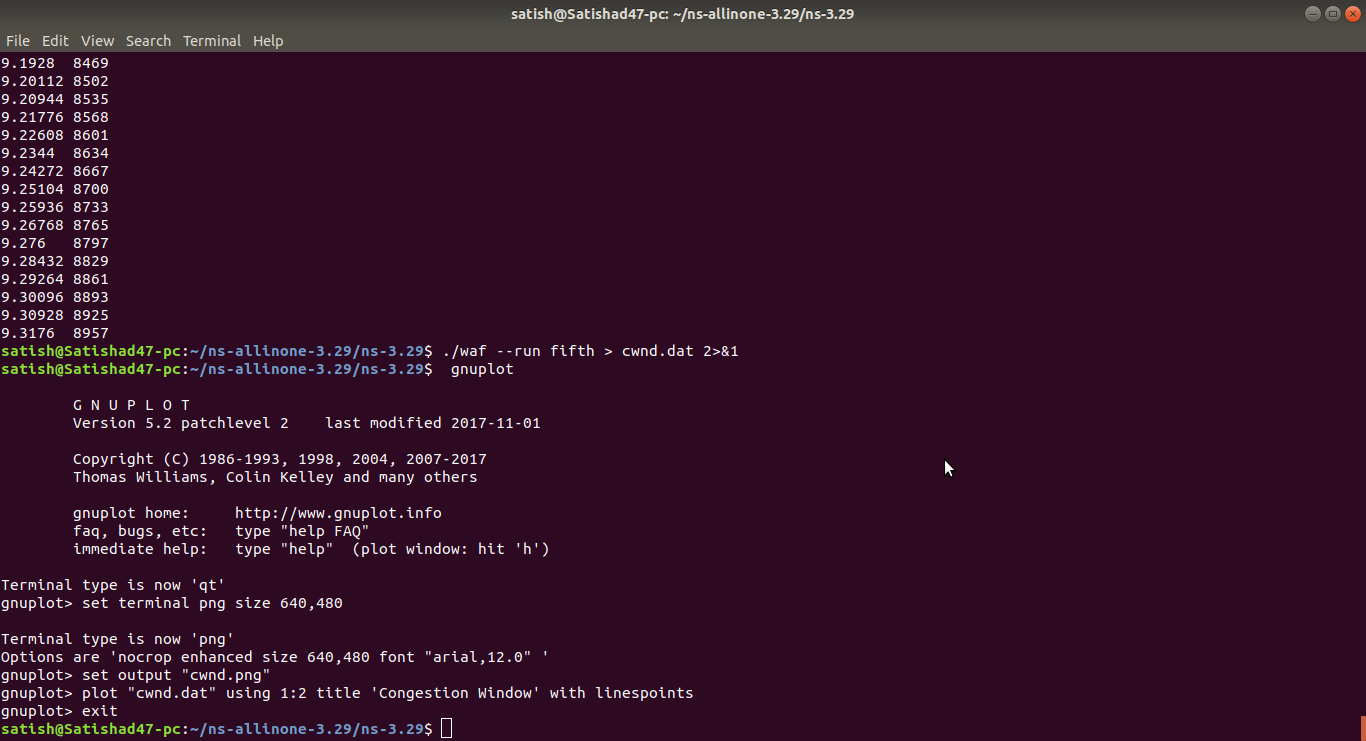 satish@Satishad47-pc: ~/ns-allinone-3.29/ns-3.29
File Edit View Search Terminal Help
9.1928  8469
9.20112 8502
9.20944 8535
9.21776 8568
9.22608 8601
9.2344  8634
9.24272 8667
9.25104 8700
9.25936 8733
9.26768 8765
9.276   8797
9.28432 8829
9.29264 8861
9.30096 8893
9.30928 8925
9.3176  8957
satish@Satishad47-pc:~/ns-allinone-3.29/ns-3.29$ ./waf --run fifth > cwnd.dat 2>&1
satish@Satishad47-pc:~/ns-allinone-3.29/ns-3.29$  gnuplot
G N U P L O T
Version 5.2 patchlevel 2    last modified 2017-11-01
Copyright (C) 1986-1993, 1998, 2004, 2007-2017
Thomas Williams, Colin Kelley and many others
gnuplot home:     http://www.gnuplot.info
faq, bugs, etc:   type "help FAQ"
immediate help:   type "help"  (plot window: hit 'h')
Terminal type is now 'qt'
gnuplot> set terminal png size 640,480
Terminal type is now 'png'
Options are 'nocrop enhanced size 640,480 font "arial,12.0" '
gnuplot> set output "cwnd.png"
gnuplot> plot "cwnd.dat" using 1:2 title 'Congestion Window' with linespoints
gnuplot> exit
satish@Satishad47-pc:~/ns-allinone-3.29/ns-3.29$